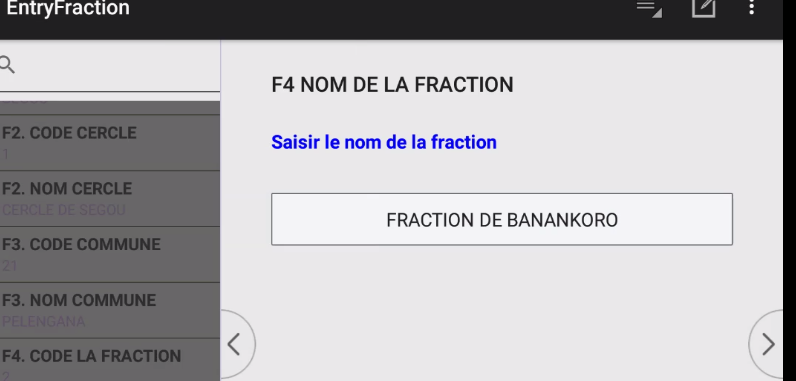 EntryFraction
F2. CODE CERCLE
1
F2. NOM CERCLE
CERCLE DE SEGOU
F3. CODE COMMUNE
21
F3. NOM COMMUNE
PELENGANA
F4. CODE LA FRACTION
2
F4 NOM DE LA FRACTION
Saisir le nom de la fraction
FRACTION DE BANANKORO